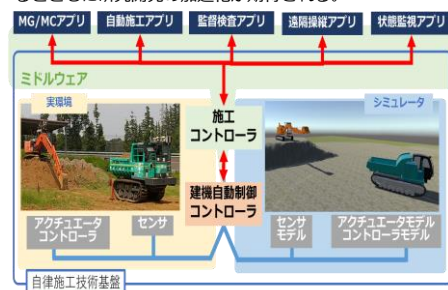 MG/MCアプリ
自動施工アプリ
監督検査アプリ
遠隔操縦アプリ
状態監視アプリ
ミドルウェア
実環境
施工
コントローラ
シミュレータ
建機自動制御
コントローラ
アクチュエータ
コントローラ
センサ
センサ
モデル
アクチュエータモデル
コントローラモデル
自律施工技術基盤